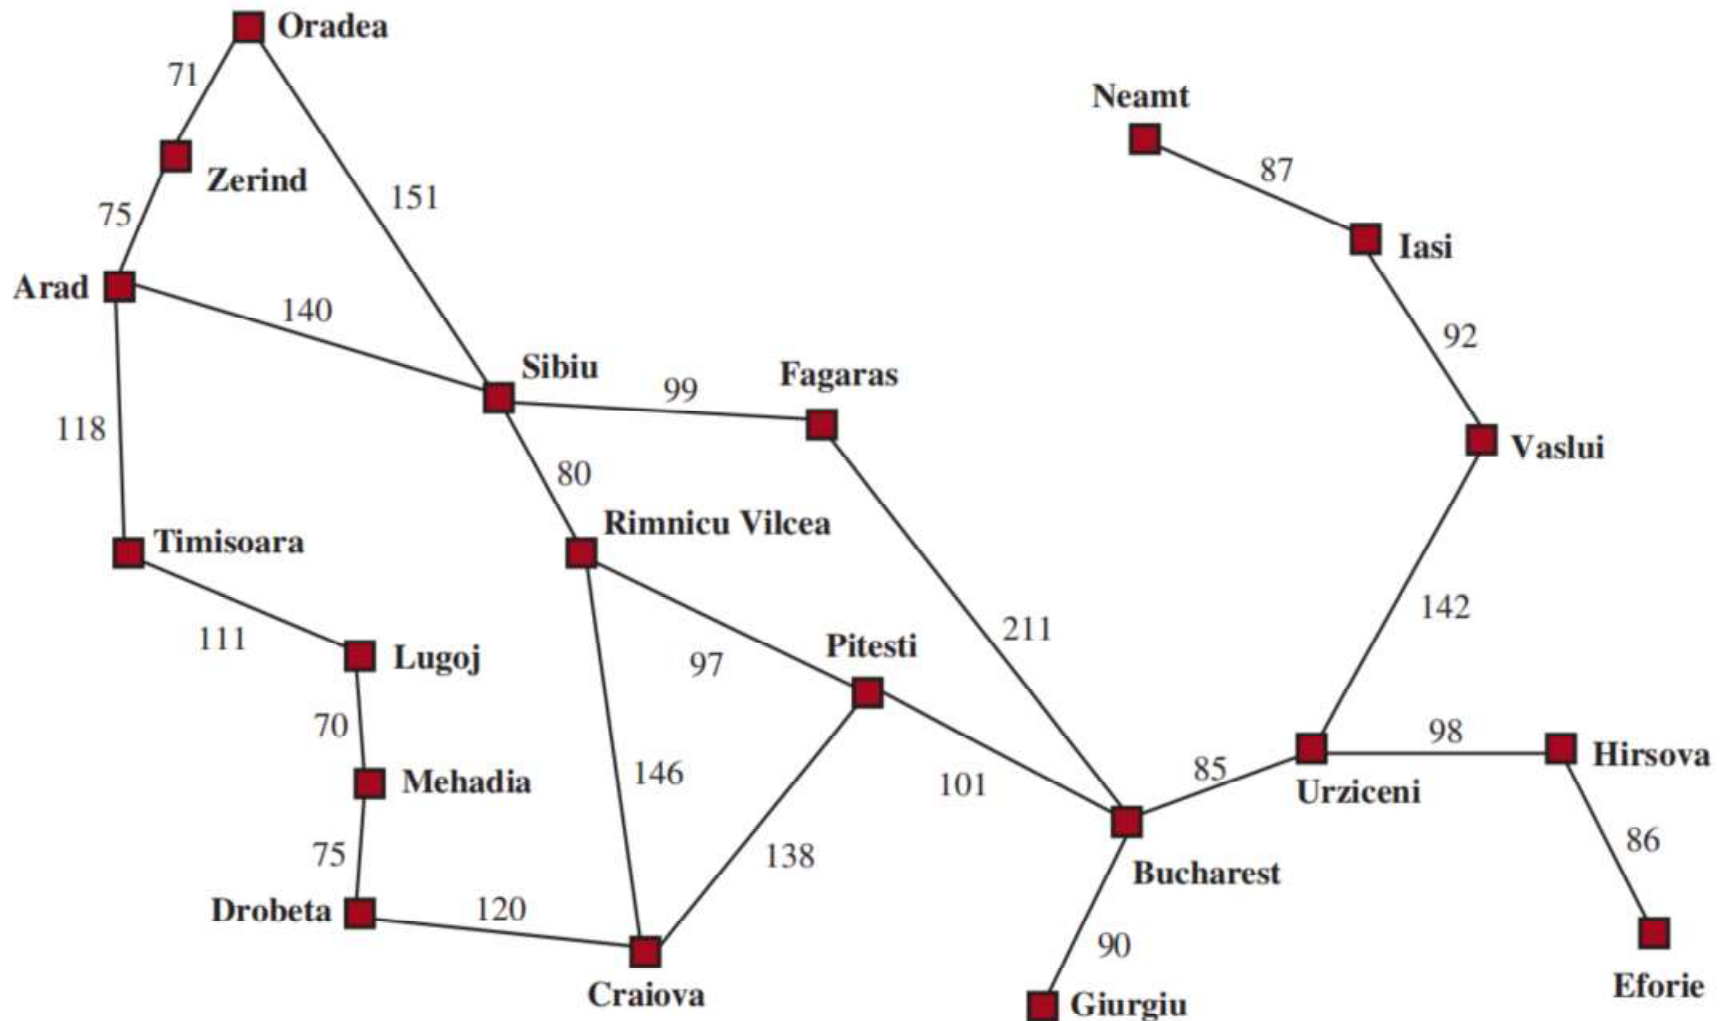 Oradea
71
Neamt
87
Zerind
151
75
Iasi
Arad
140
92
Sibiu
99
Fagaras
118
Vaslui
80
Rimnicu Vilcea
Timisoara
142
211
111
Pitesti
Lugoj
97
70
98
Hirsova
146
101
85
Mehadia
Urziceni
86
75
138
Bucharest
Drobeta
120
90
Eforie
Craiova
Giurgiu